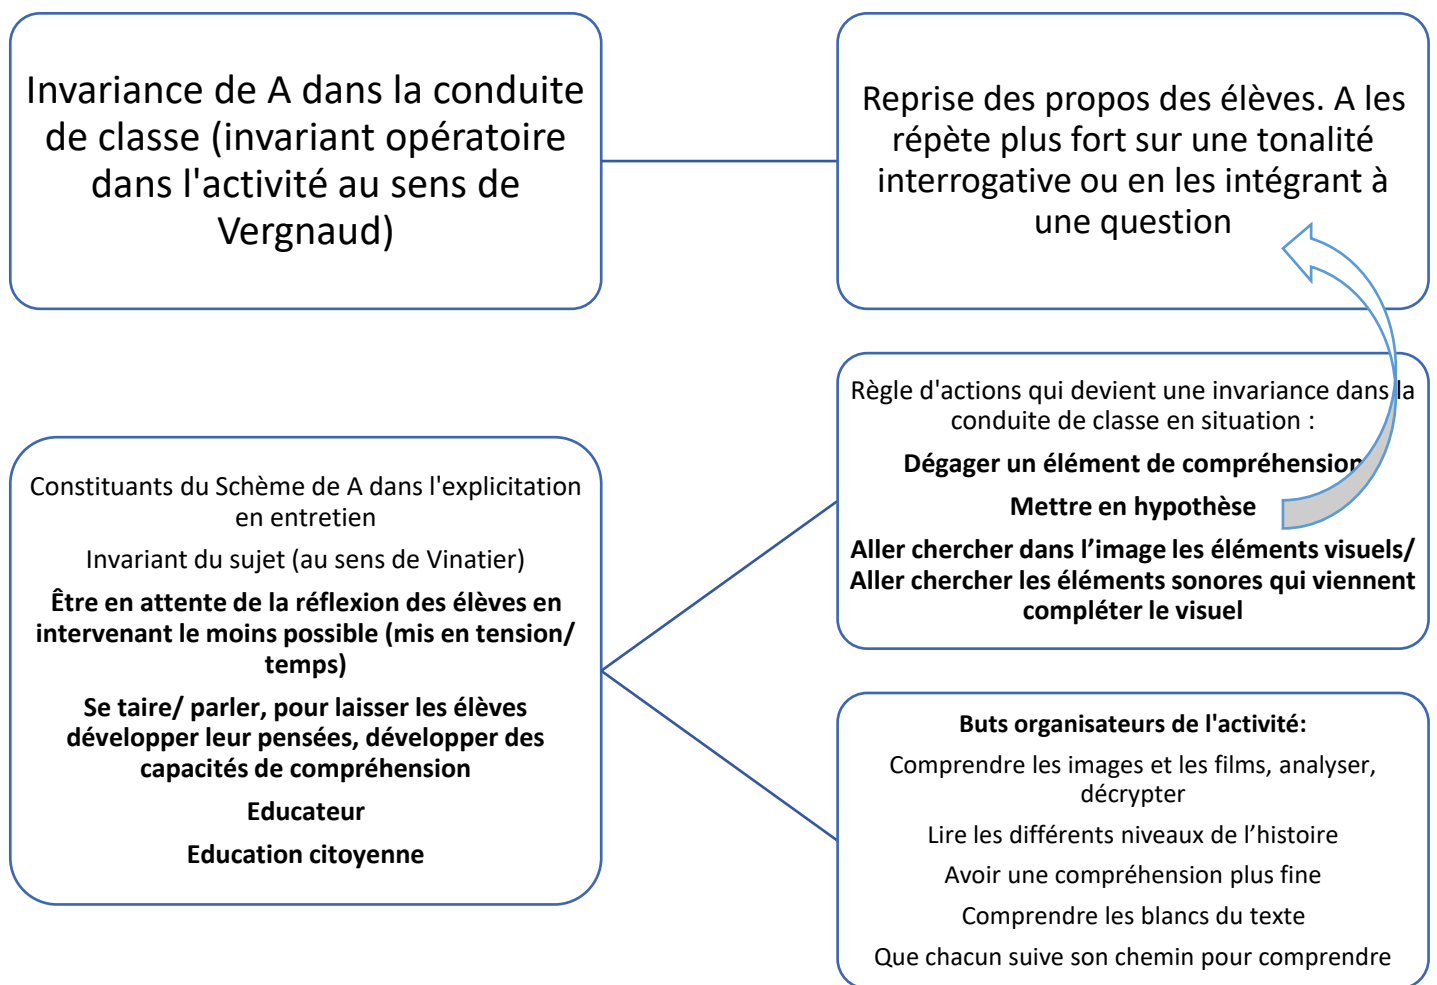 Invariance de A dans la conduite
de classe (invariant opératoire
dans l'activité au sens de
Vergnaud)
Reprise des propos des élèves. A les
répète plus fort sur une tonalité
interrogative ou en les intégrant à
une question
Constituants du Schème de A dans l'explicitation
en entretien
Invariant du sujet (au sens de Vinatier)
Être en attente de la réflexion des élèves en
intervenant le moins possible (mis en tension/
temps)
Se taire/ parler, pour laisser les élèves
développer leur pensées, développer des
capacités de compréhension
Educateur
Education citoyenne
Règle d'actions qui devient une invariance dans la
conduite de classe en situation :
Dégager un élément de compréhension
Mettre en hypothèse
Aller chercher dans l’image les éléments visuels/
Aller chercher les éléments sonores qui viennent
compléter le visuel
Buts organisateurs de l'activité:
Comprendre les images et les films, analyser,
décrypter
Lire les différents niveaux de l’histoire
Avoir une compréhension plus fine
Comprendre les blancs du texte
Que chacun suive son chemin pour comprendre